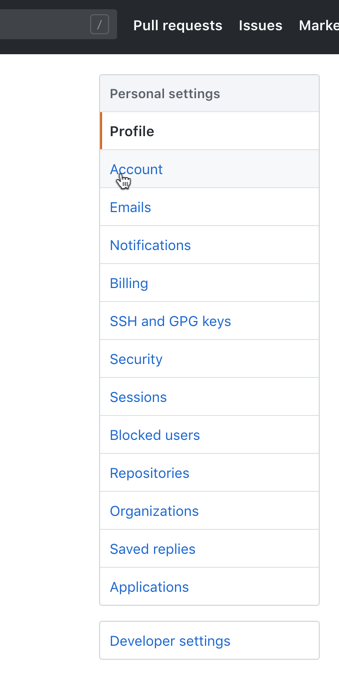 / Pull requests Issues Marke
Personal settings
Profile
Account
Emails
Notifications
Billing
SSH and GPG keys
Security
Sessions
Blocked users
Repositories
Organizations
Saved replies
Applications
Developer settings